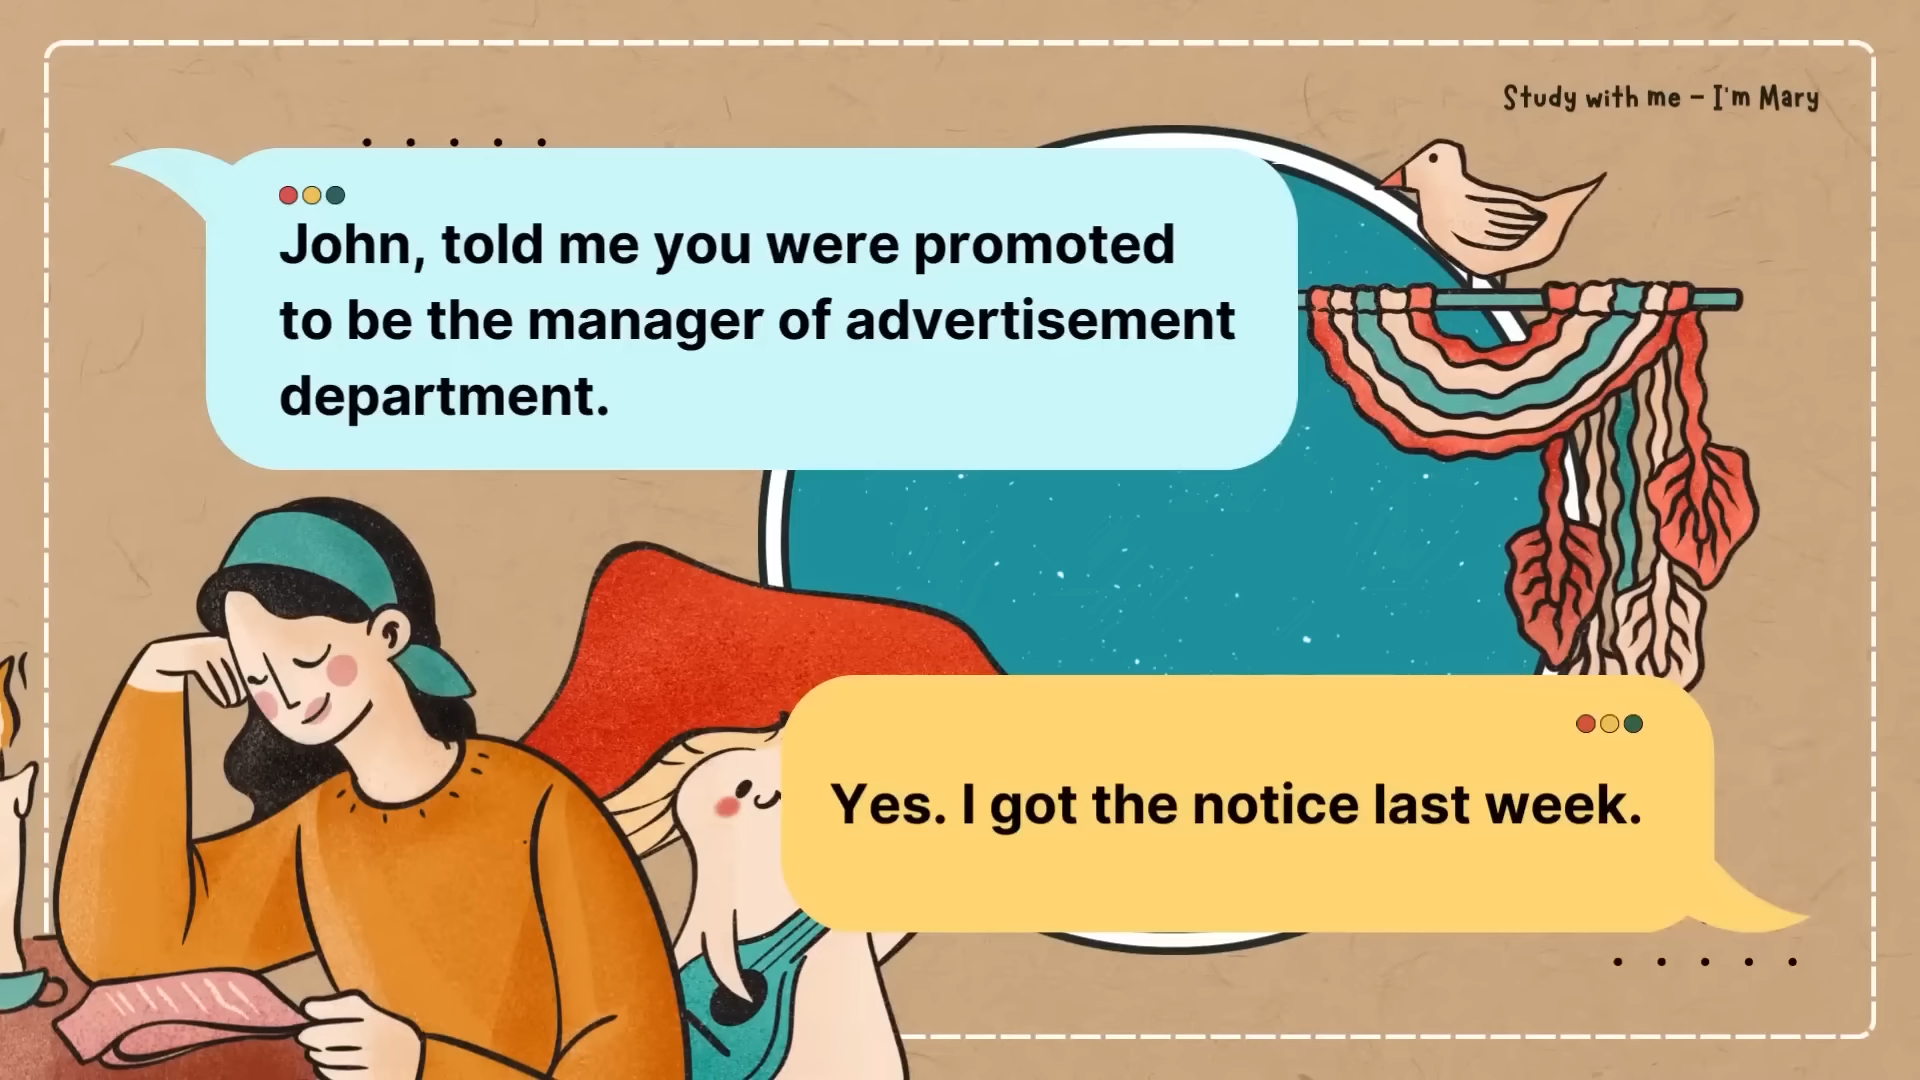 Study with me - I'm Mary
John, told me you were promoted
to be the manager of advertisement
department.
Yes. I got the notice last week.